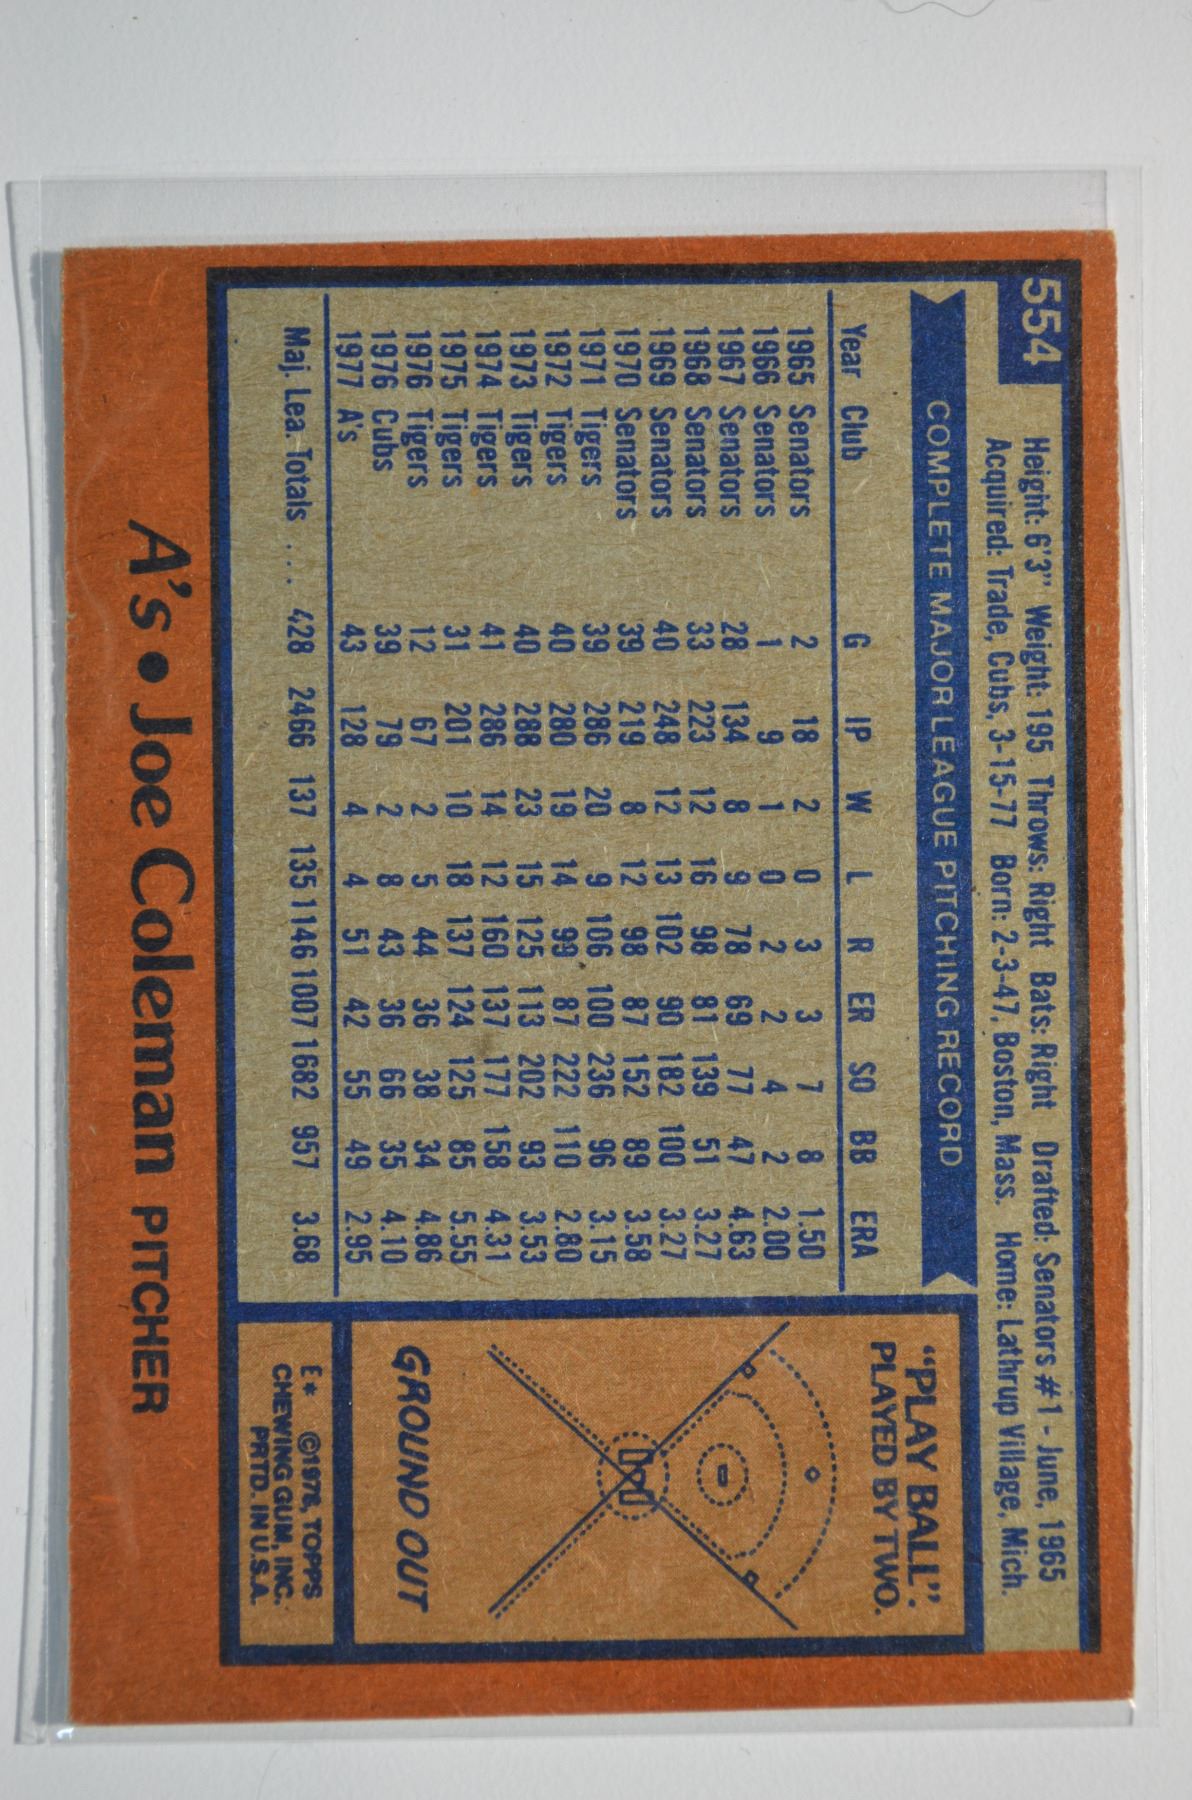 554
Height: 6'3" Weight: 195 Throws: Right Bats: Right Drafted: Senators #1 - June, 1965
Acquired: Trade, Cubs, 3-15-77 Born: 2-3-47, Boston, Mass. Home: Lathrup Village, Mich.
COMPLETE MAJOR LEAGUE PITCHING RECORD
Year Club G IP W L R ER SO BB ERA
1965 Senators 2 18 2 0 3 3 7 8 1.50
1966 Senators 1 9 1 0 2 2 4 2 2.00
1967 Senators 28 134 8 9 78 69 77 47 4.63
1968 Senators 33 223 12 16 98 81 139 51 3.27
1969 Senators 40 248 12 13 102 90 182 100 3.27
1970 Senators 39 219 8 12 98 87 152 89 3.58
1971 Tigers 39 286 20 9 106 100 236 96 3.15
1972 Tigers 40 280 19 14 99 87 222 110 2.80
1973 Tigers 40 288 23 15 125 113 202 93 3.53
1974 Tigers 41 286 14 12 160 137 177 158 4.31
1975 Tigers 31 201 10 18 137 124 125 85 5.55
1976 Tigers 12 67 2 5 44 36 38 34 4.86
1976 Cubs 39 79 2 8 43 36 66 35 4.10
1977 A's 43 128 4 4 51 42 55 49 2.95
Maj. Lea. Totals . . . 428 2466 137 135 1146 1007 1682 957 3.68
"PLAY BALL":
PLAYED BY TWO.
GROUND OUT
E* ©1978, TOPPS
CHEWING GUM, INC.
PRTD. IN U.S.A.
A's • Joe Coleman PITCHER